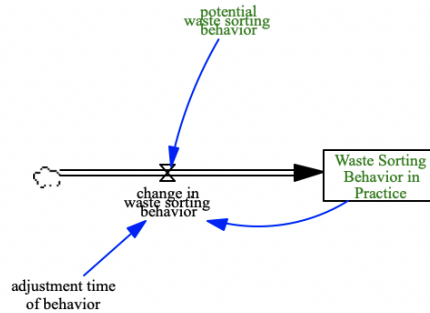 potential
waste sorting
behavior
Waste Sorting
Behavior in
Practice
change in
waste sorting
behavior
adjustment time
of behavior